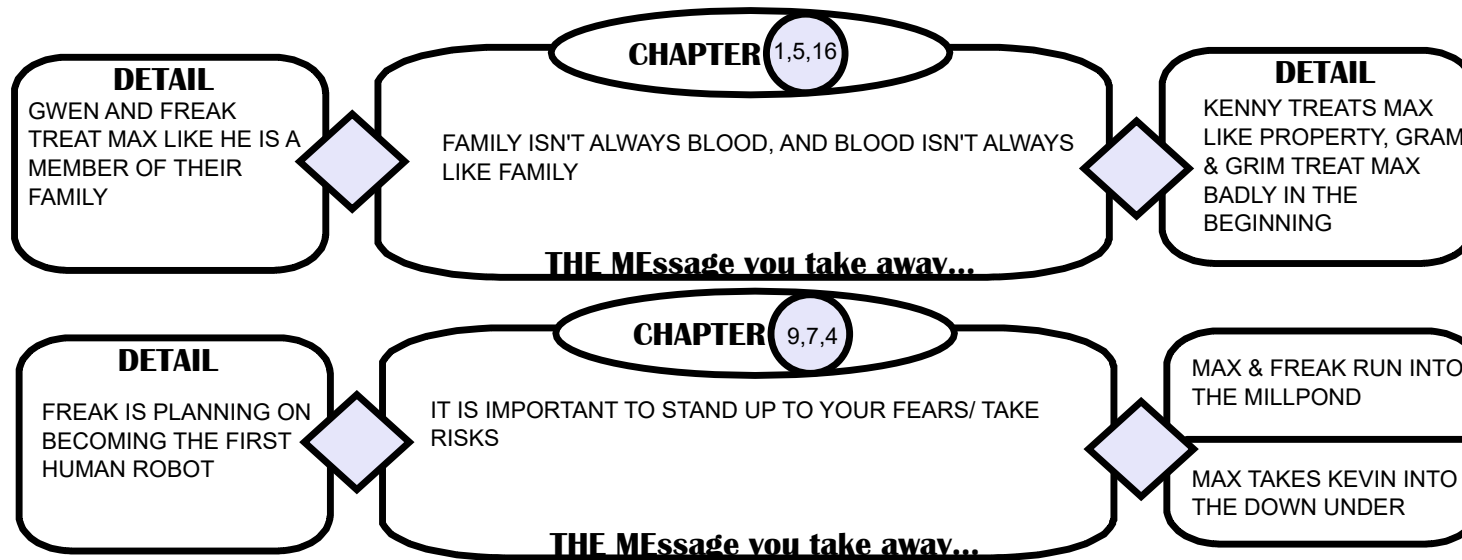 CHAPTER 1,5,16
DETAIL
GWEN AND FREAK
TREAT MAX LIKE HE IS A
MEMBER OF THEIR
FAMILY
FAMILY ISN'T ALWAYS BLOOD, AND BLOOD ISN'T ALWAYS
LIKE FAMILY
THE MEssage you take away...
DETAIL
KENNY TREATS MAX
LIKE PROPERTY, GRAM
& GRIM TREAT MAX
BADLY IN THE
BEGINNING
CHAPTER 9,7,4
DETAIL
FREAK IS PLANNING ON
BECOMING THE FIRST
HUMAN ROBOT
IT IS IMPORTANT TO STAND UP TO YOUR FEARS/ TAKE
RISKS
THE MEssage you take away...
MAX & FREAK RUN INTO
THE MILLPOND
MAX TAKES KEVIN INTO
THE DOWN UNDER